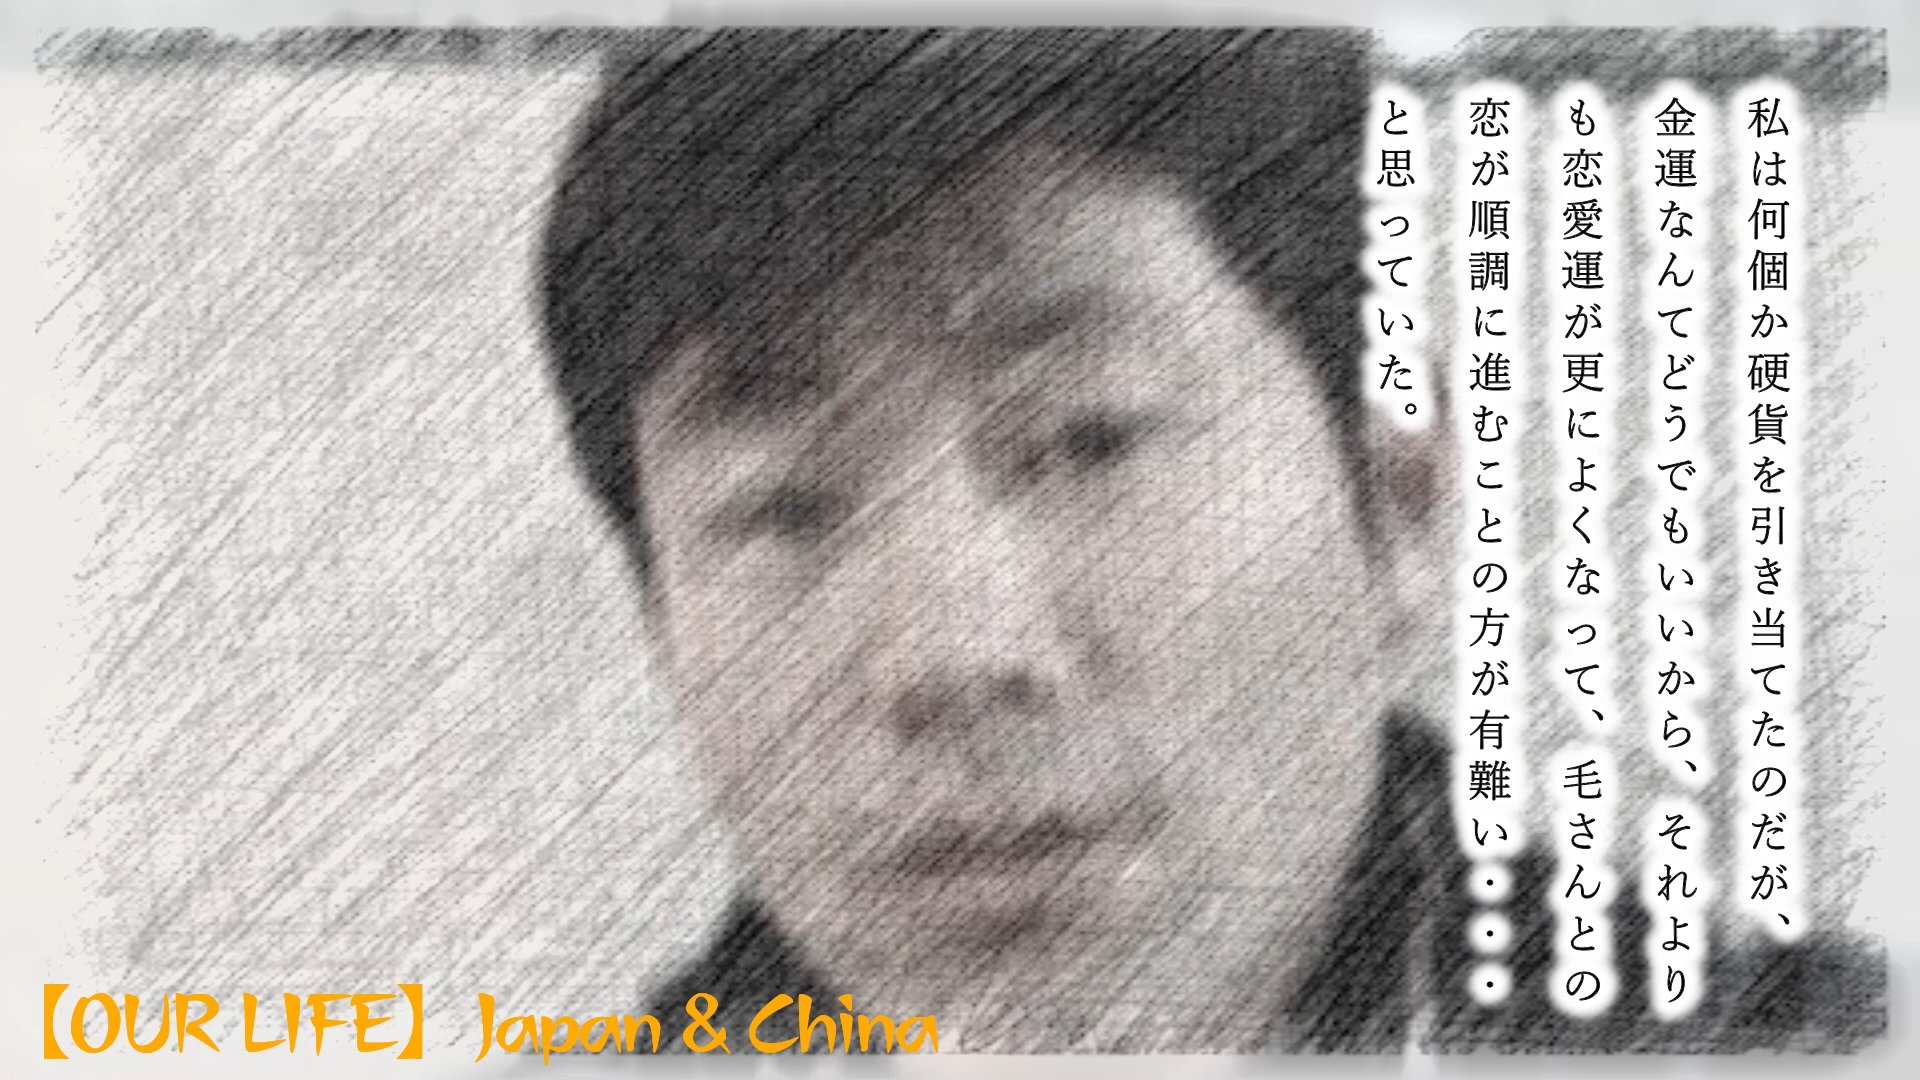 私は何個か硬貨を引き当てたのだが、
金運なんてどうでもいいから、それより
も恋愛運が更によくなって、毛さんとの
恋が順調に進むことの方が有難い・・・
と思っていた。
【OUR LIFE】 Japan & China